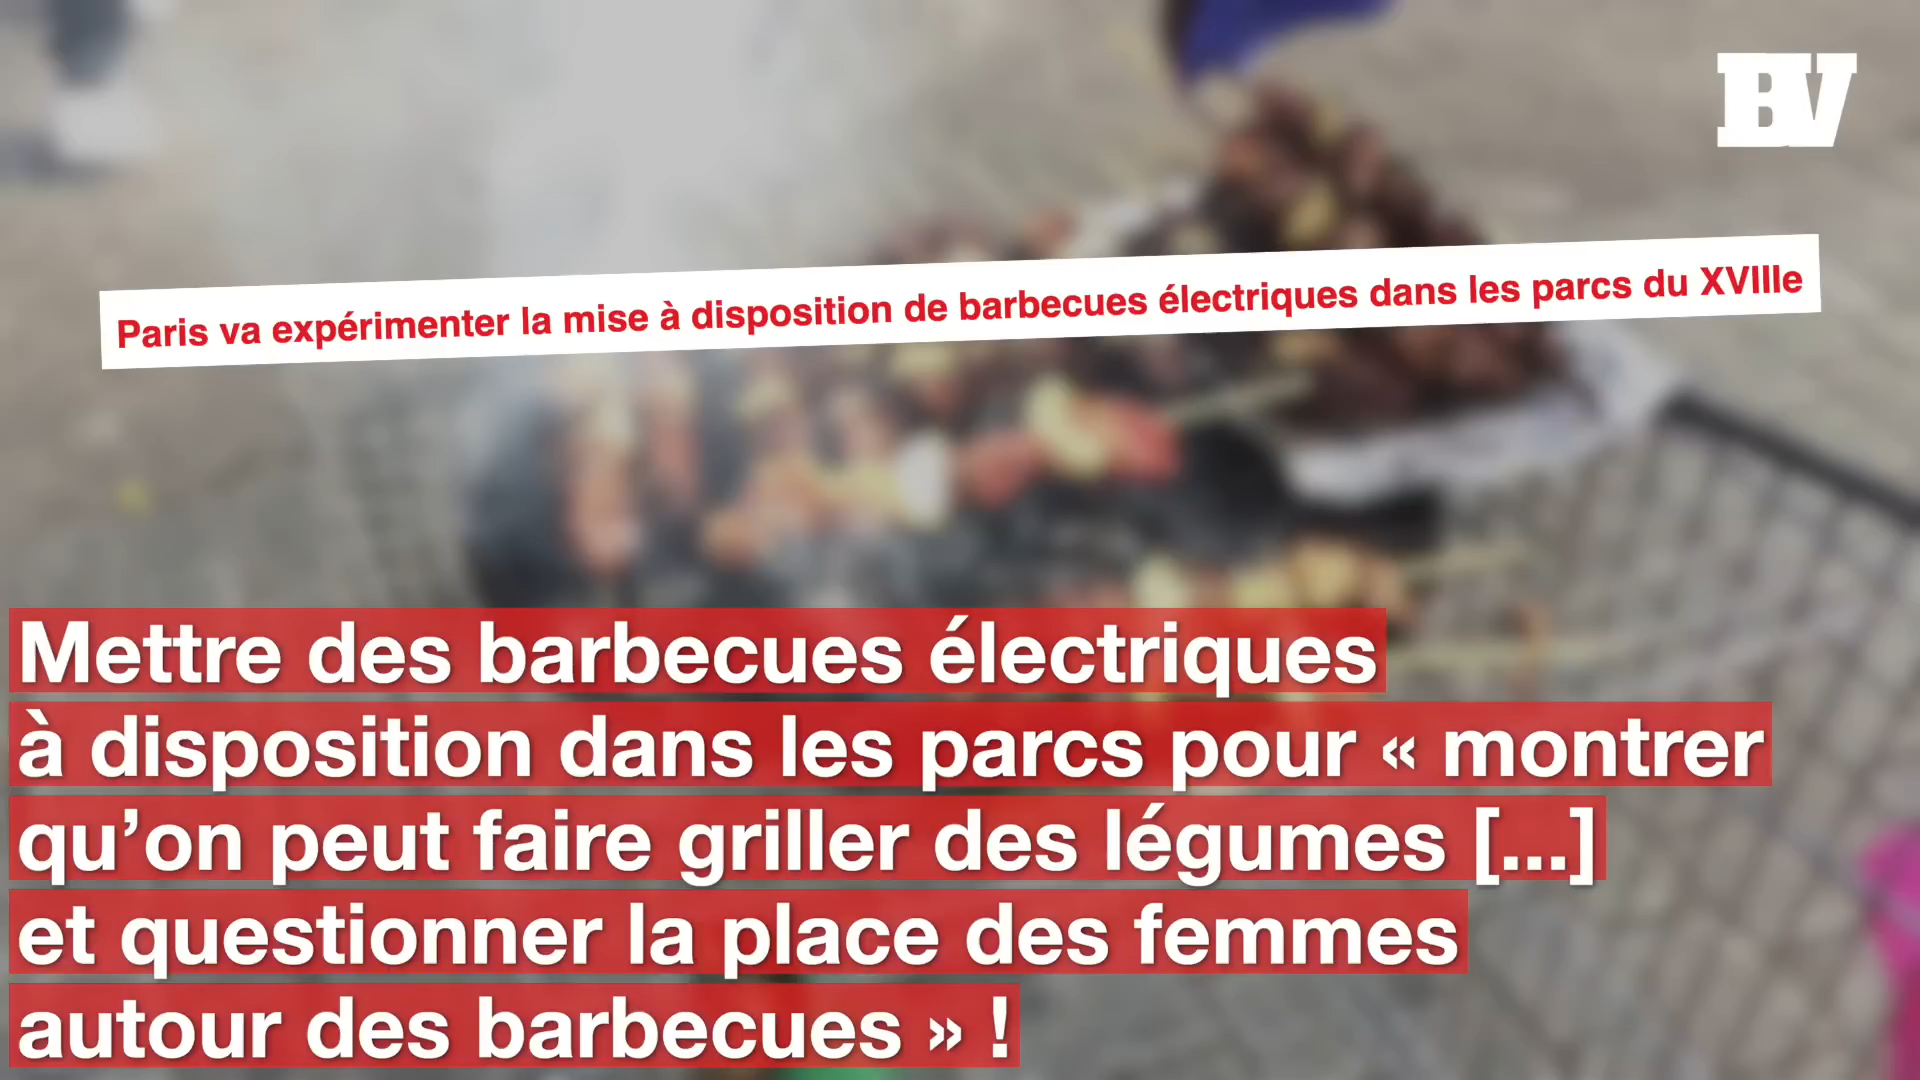 BV
Paris va expérimenter la mise à disposition de barbecues électriques dans les parcs du XVIIIe
Mettre des barbecues électriques
à disposition dans les parcs pour « montrer
qu’on peut faire griller des légumes [...]
et questionner la place des femmes
autour des barbecues » !